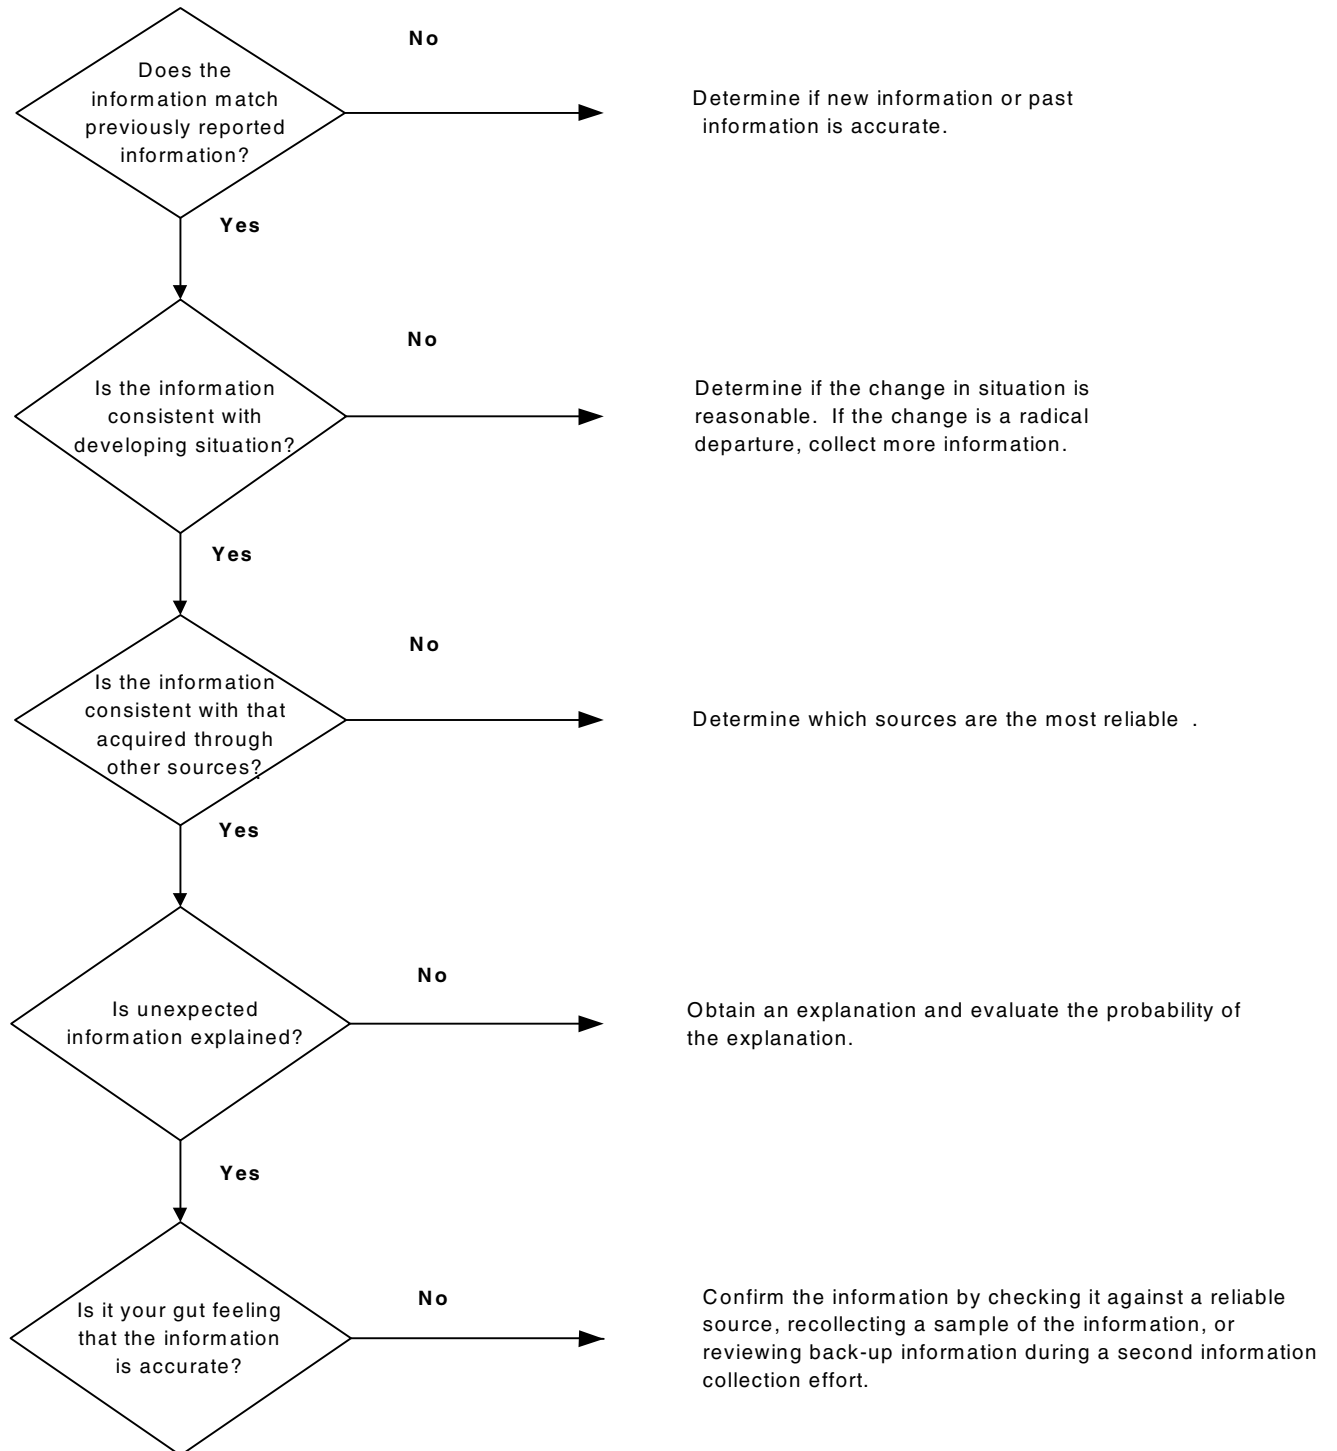 No
Does the
information match
previously reported
information?
Determine if new information or past
information is accurate.
Yes
No
Is the information
consistent with
developing situation?
Determine if the change in situation is
reasonable.  If the change is a radical
departure, collect more information.
Yes
No
Is the information
consistent with that
acquired through
other sources?
Determine which sources are the most reliable .
Yes
No
Is unexpected
information explained?
Obtain an explanation and evaluate the probability of
the explanation.
Yes
No
Is it your gut feeling
that the information
is accurate?
Confirm the information by checking it against a reliable
source, recollecting a sample of the information, or
reviewing back-up information during a second information
collection effort.